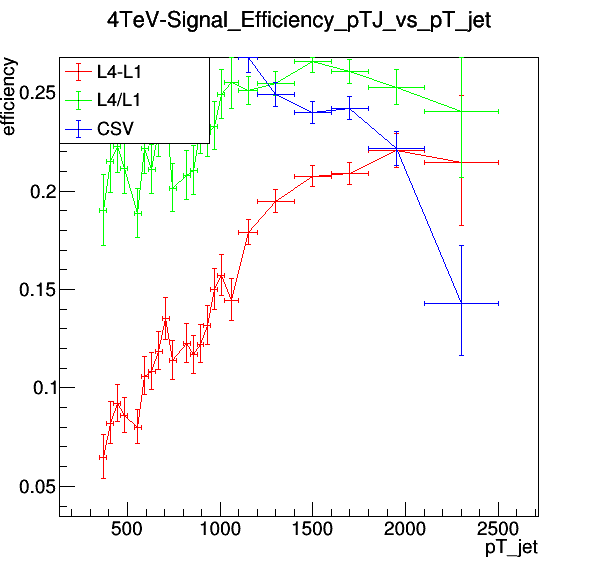 4TeV-Signal_Efficiency_pTJ_vs_pT_jet
efficiency
L4-L1
L4/L1
CSV
0.25
0.2
0.15
0.1
0.05
500 1000 1500 2000 2500
pT_jet